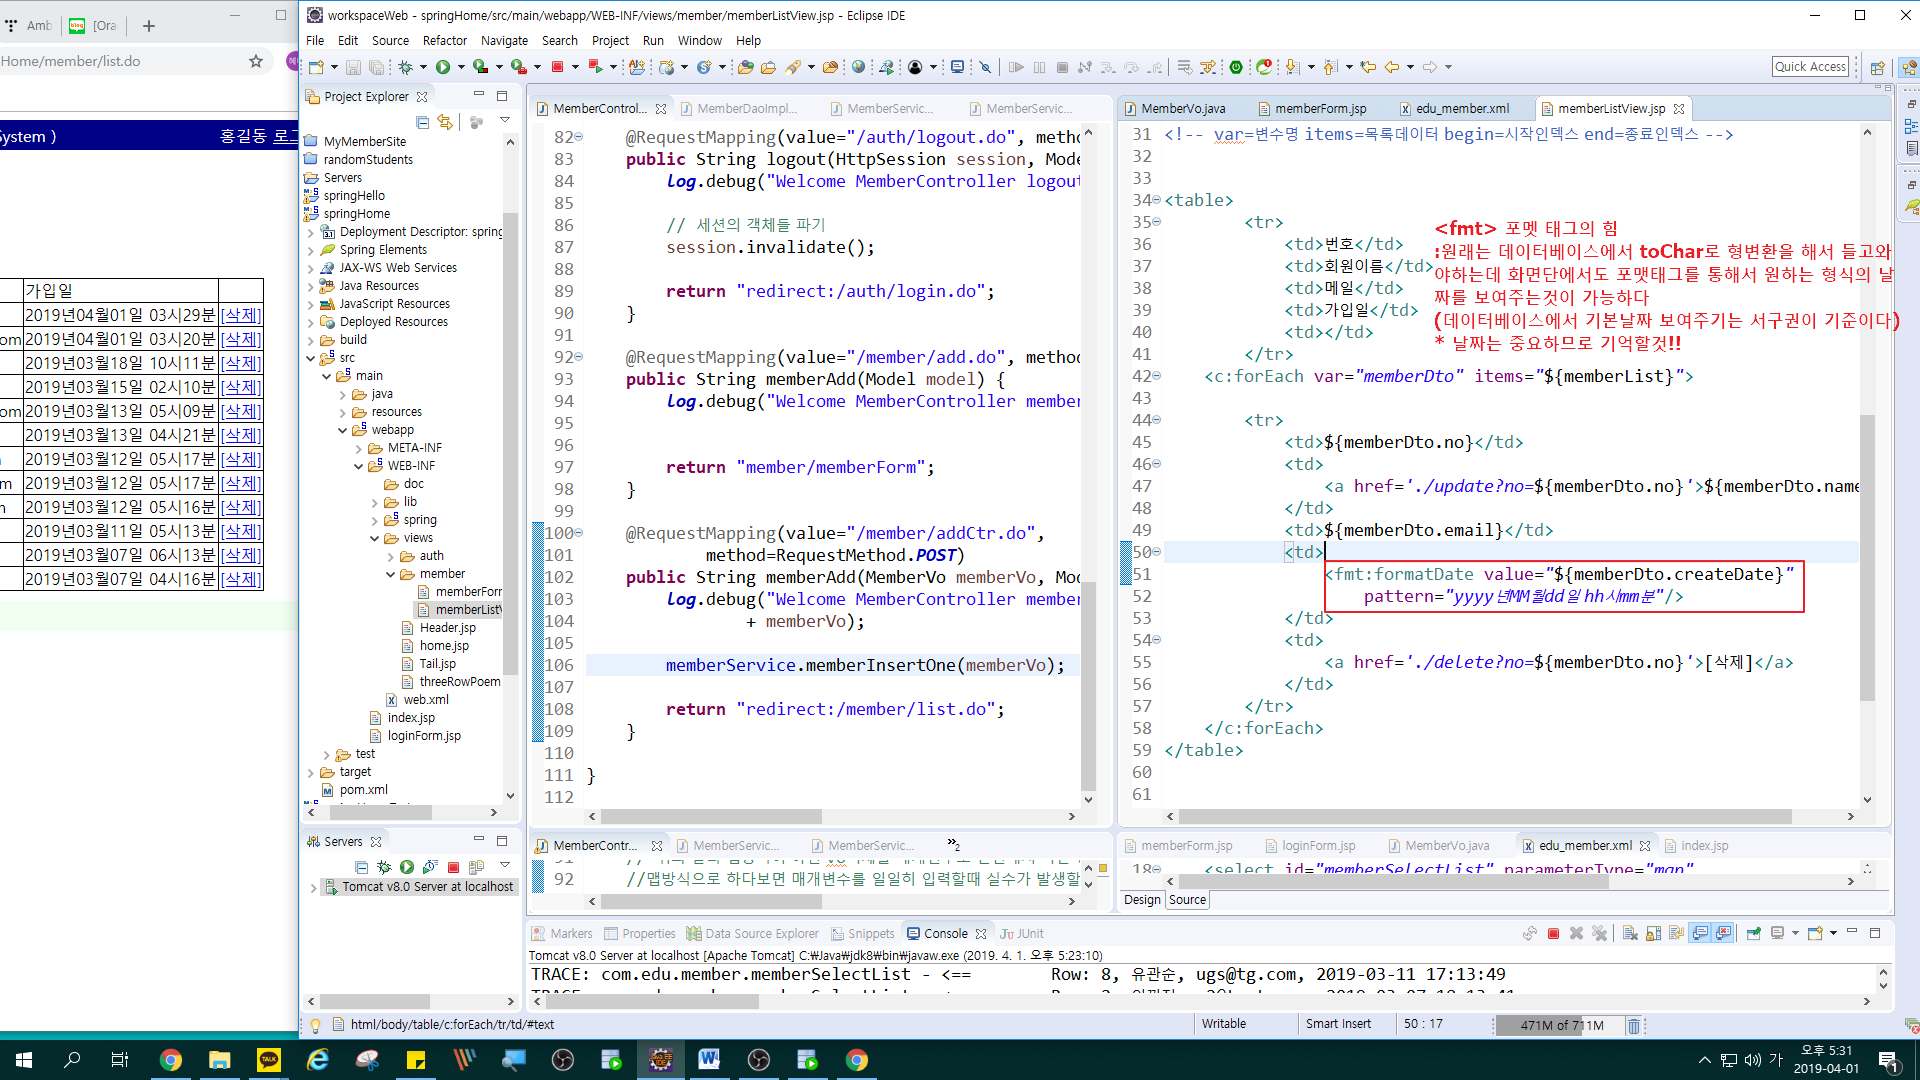 Amb
[Ora
Home/member/list.do
System )
홍길동 로그
가입일
2019년04월01일 03시29분 [삭제]
om 2019년04월01일 03시20분 [삭제]
2019년03월18일 10시11분 [삭제]
2019년03월15일 02시10분 [삭제]
om 2019년03월13일 05시09분 [삭제]
2019년03월13일 04시21분 [삭제]
2019년03월12일 05시17분 [삭제]
m 2019년03월12일 05시17분 [삭제]
2019년03월12일 05시16분 [삭제]
2019년03월11일 05시13분 [삭제]
2019년03월07일 06시13분 [삭제]
2019년03월07일 04시16분 [삭제]
workspaceWeb - springHome/src/main/webapp/WEB-INF/views/member/memberListView.jsp - Eclipse IDE
File Edit Source Refactor Navigate Search Project Run Window Help
Quick Access
Project Explorer
MyMemberSite
randomStudents
Servers
springHello
springHome
Deployment Descriptor: spring
Spring Elements
JAX-WS Web Services
Java Resources
JavaScript Resources
Deployed Resources
build
src
main
java
resources
webapp
META-INF
WEB-INF
doc
lib
spring
views
auth
member
memberForm
memberListV
Header.jsp
home.jsp
Tail.jsp
threeRowPoem
web.xml
index.jsp
loginForm.jsp
test
target
pom.xml
Servers
Tomcat v8.0 Server at localhost
MemberControl... MemberDaoImpl... MemberServic... MemberServic...
82 @RequestMapping(value="/auth/logout.do", metho
83 public String logout(HttpSession session, Mode
84 log.debug("Welcome MemberController logout
85
86 // 세션의 객체들 파기
87 session.invalidate();
88
89 return "redirect:/auth/login.do";
90 }
91
92 @RequestMapping(value="/member/add.do", method
93 public String memberAdd(Model model) {
94 log.debug("Welcome MemberController member
95
96
97 return "member/memberForm";
98 }
99
100 @RequestMapping(value="/member/addCtr.do",
101 method=RequestMethod.POST)
102 public String memberAdd(MemberVo memberVo, Mod
103 log.debug("Welcome MemberController member
104 + memberVo);
105
106 memberService.memberInsertOne(memberVo);
107
108 return "redirect:/member/list.do";
109 }
110
111 }
112
MemberVo.java memberForm.jsp edu_member.xml memberListView.jsp
31 <!-- var=변수명 items=목록데이터 begin=시작인덱스 end=종료인덱스 -->
32
33
34 <table>
35 <tr>
36 <td>번호</td>
37 <td>회원이름</td>
38 <td>메일</td>
39 <td>가입일</td>
40 <td></td>
41 </tr>
42 <c:forEach var="memberDto" items="${memberList}">
43
44 <tr>
45 <td>${memberDto.no}</td>
46 <td>
47 <a href='./update?no=${memberDto.no}'>${memberDto.name
48 </td>
49 <td>${memberDto.email}</td>
50 <td>
51 <fmt:formatDate value="${memberDto.createDate}"
52 pattern="yyyy년MM월dd일 hh시mm분"/>
53 </td>
54 <td>
55 <a href='./delete?no=${memberDto.no}'>[삭제]</a>
56 </td>
57 </tr>
58 </c:forEach>
59 </table>
60
61
<fmt> 포멧 태그의 힘
:원래는 데이터베이스에서 toChar로 형변환을 해서 들고와
야하는데 화면단에서도 포맷태그를 통해서 원하는 형식의 날
짜를 보여주는것이 가능하다
(데이터베이스에서 기본날짜 보여주기는 서구권이 기준이다)
* 날짜는 중요하므로 기억할것!!
MemberContr... MemberServic... MemberServic... »2
92 //맵방식으로 하다보면 매개변수를 일일히 입력할때 실수가 발생할
memberForm.jsp loginForm.jsp MemberVo.java edu_member.xml index.jsp
18 <select id="memberSelectList" parameterType="map"
Design Source
Markers Properties Data Source Explorer Snippets Console JUnit
Tomcat v8.0 Server at localhost [Apache Tomcat] C:₩Java₩jdk8₩bin₩javaw.exe (2019. 4. 1. 오후 5:23:10)
TRACE: com.edu.member.memberSelectList - <== Row: 8, 유관순, ugs@tg.com, 2019-03-11 17:13:49
html/body/table/c:forEach/tr/td/#text
Writable
Smart Insert
50 : 17
471M of 711M
TALK
가
오후 5:31
2019-04-01
1